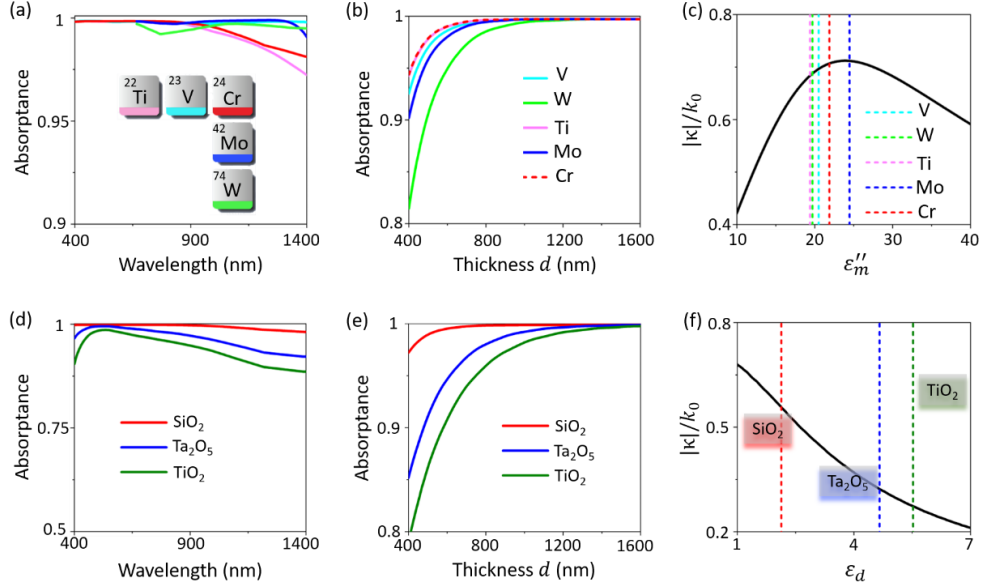 (a)
1
0.95
0.9
Absorptance
22
Ti
23
V
24
Cr
42
Mo
74
W
400
900
1400
Wavelength (nm)
(b)
1
0.9
0.8
Absorptance
V
W
Ti
Mo
Cr
400
800
1200
1600
Thickness d (nm)
(c)
0.8
0.6
0.4
|κ|/k₀
V
W
Ti
Mo
Cr
10
20
30
40
ε″ₘ
(d)
1
0.75
0.5
Absorptance
SiO₂
Ta₂O₅
TiO₂
400
900
1400
Wavelength (nm)
(e)
1
0.9
0.8
Absorptance
SiO₂
Ta₂O₅
TiO₂
400
800
1200
1600
Thickness d (nm)
(f)
0.8
0.5
0.2
|κ|/k₀
TiO₂
SiO₂
Ta₂O₅
1
4
7
ε_d